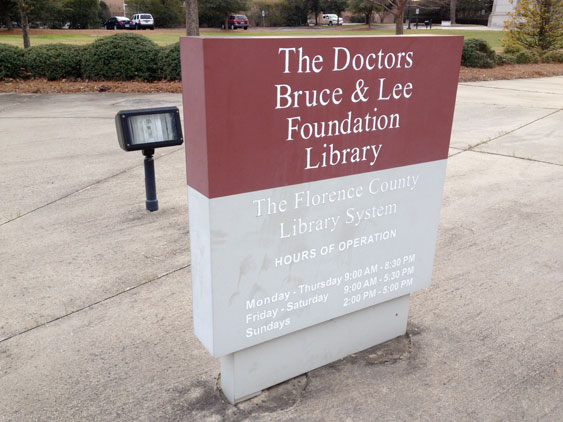 The Doctors
Bruce & Lee
Foundation
Library
The Florence County
Library System
HOURS OF OPERATION
Monday - Thursday 9:00 AM - 8:30 PM
Friday - Saturday 9:00 AM - 5:30 PM
Sundays 2:00 PM - 5:00 PM